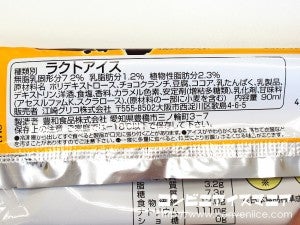 種類別 ラクトアイス
無脂乳固形分7.2% 乳脂肪分1.2% 植物性脂肪分2.3%
原材料名 ポリデキストロース、チョコクランチ、豆腐、ココア、乳たんぱく、乳製品、
デキストリン、洋酒、食塩、香料、カラメル色素、安定剤(増粘多糖類)、乳化剤、甘味料
(アセスルファムK、スクラロース)、(原材料の一部に小麦を含む) 内容量 90ml
販売者 江崎グリコ株式会社 〒555-8502大阪市西淀川区歌島4-6-5
製造者 豊和食品株式会社 愛知県豊橋市三ノ輪町3-7
3.2g
7.3g